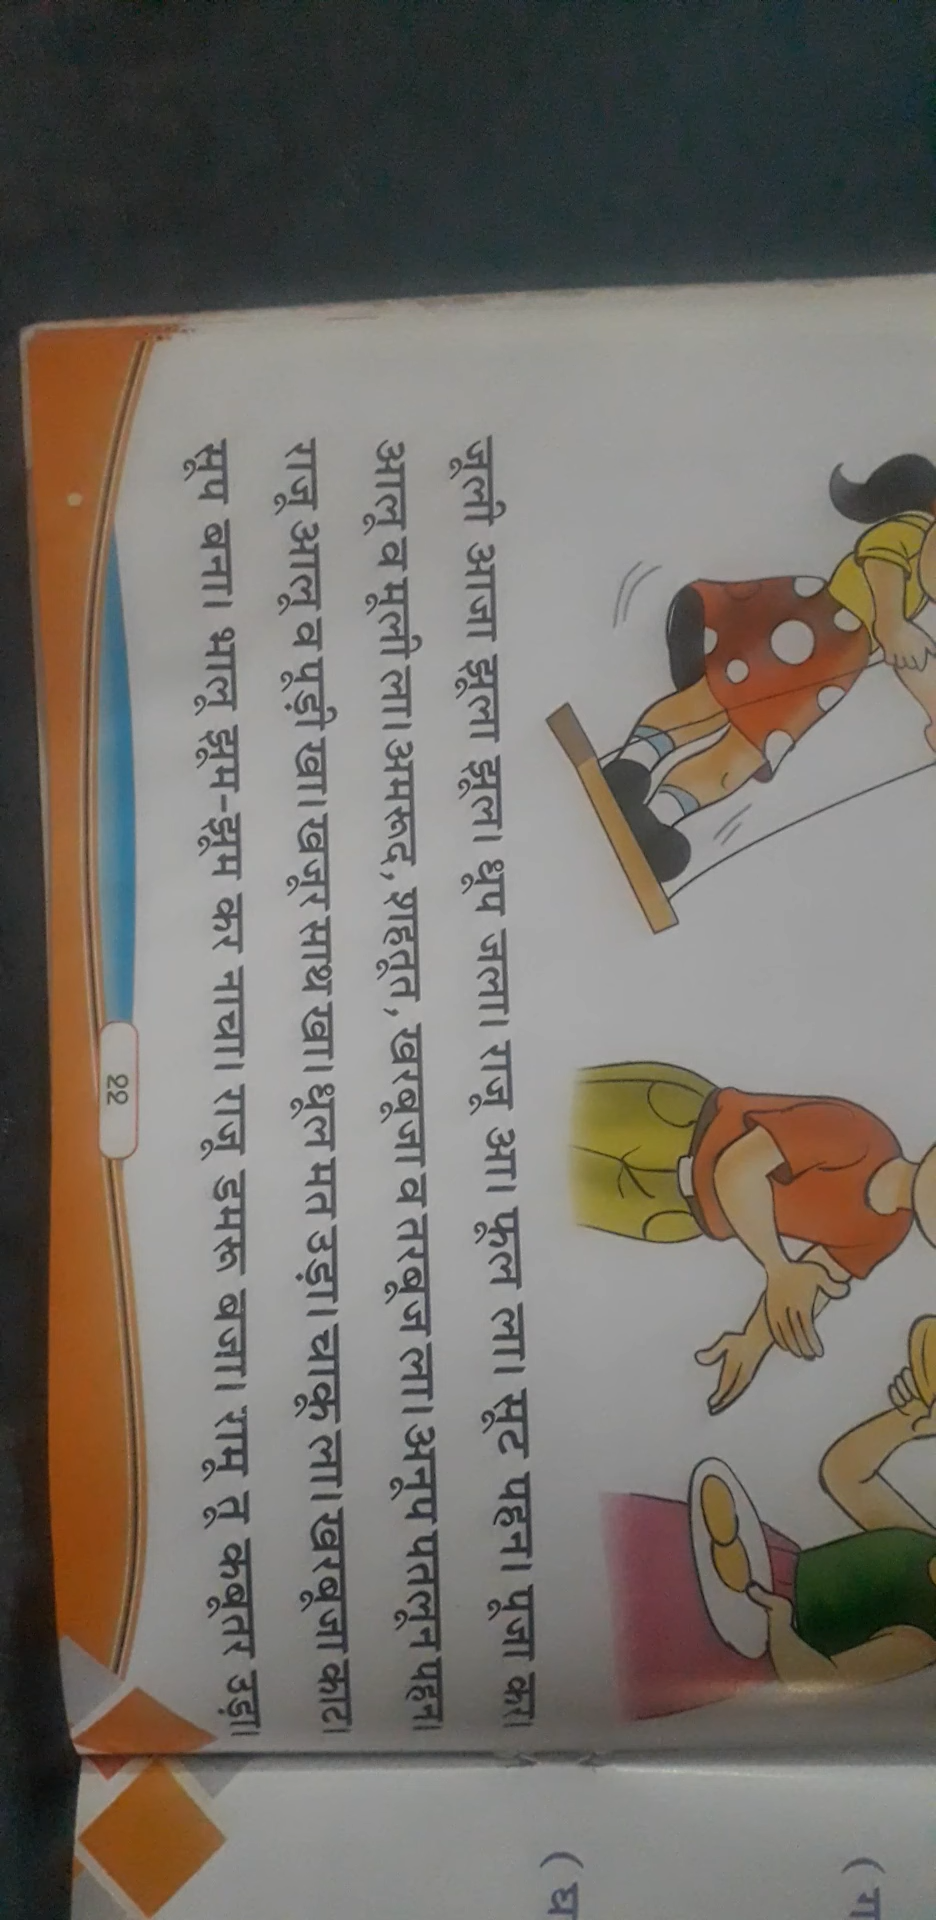 जूली आजा झूला झूल। धूप जला। राजू आ। फूल ला। सूट पहन। पूजा कर।
आलू व मूली ला। अमरूद, शहतूत, खरबूजा व तरबूज ला। अनूप पतलून पहन।
राजू आलू व पूड़ी खा। खजूर साथ खा। धूल मत उड़ा। चाकू ला। खरबूजा काट।
सूप बना। भालू झूम-झूम कर नाचा। राजू डमरू बजा। रामू तू कबूतर उड़ा।
22
(ग
(घ